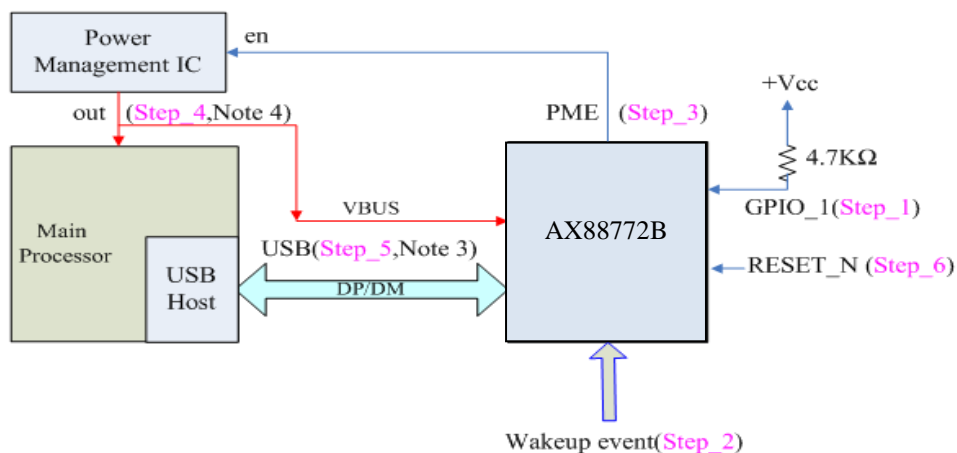 Power
Management IC
en
out (Step_4,Note 4)
PME (Step_3)
+Vcc
4.7KΩ
GPIO_1(Step_1)
Main
Processor
VBUS
AX88772B
USB(Step_5,Note 3)
USB
Host
DP/DM
RESET_N (Step_6)
Wakeup event(Step_2)